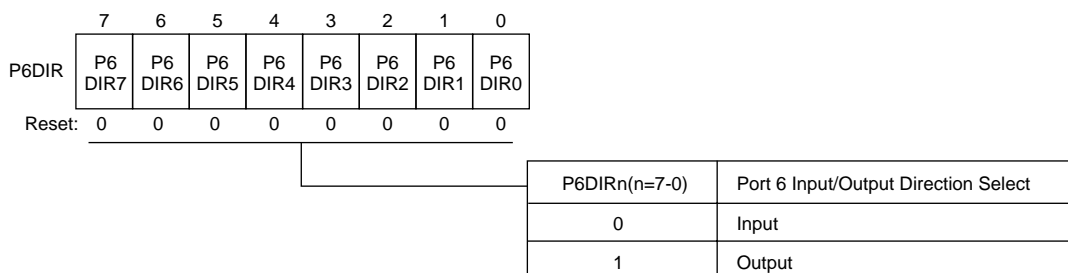 7 6 5 4 3 2 1 0
P6DIR P6 DIR7 P6 DIR6 P6 DIR5 P6 DIR4 P6 DIR3 P6 DIR2 P6 DIR1 P6 DIR0
Reset: 0 0 0 0 0 0 0 0
P6DIRn(n=7-0) Port 6 Input/Output Direction Select
0 Input
1 Output